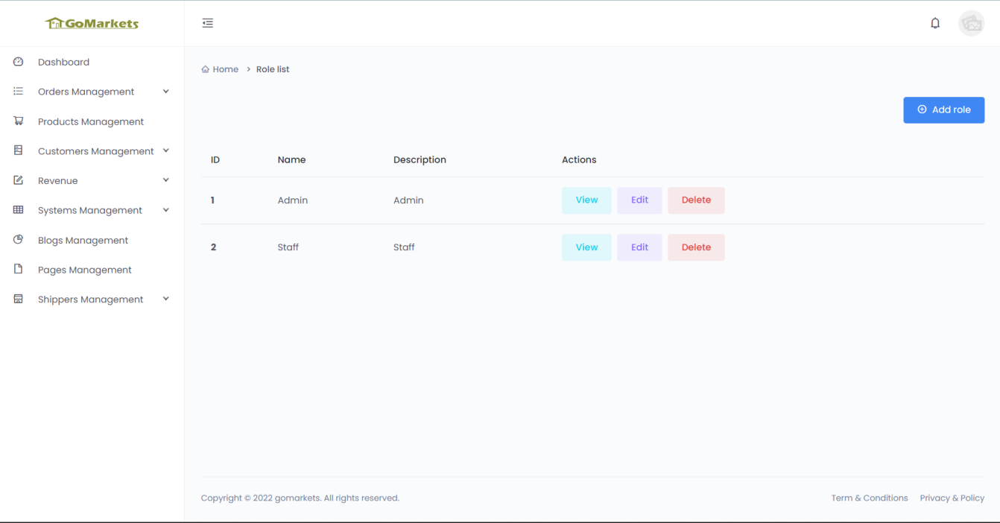 GoMarkets
Dashboard
Orders Management
Products Management
Customers Management
Revenue
Systems Management
Blogs Management
Pages Management
Shippers Management
Home > Role list
Add role
ID Name Description Actions
1 Admin Admin View Edit Delete
2 Staff Staff View Edit Delete
Copyright © 2022 gomarkets. All rights reserved. Term & Conditions Privacy & Policy